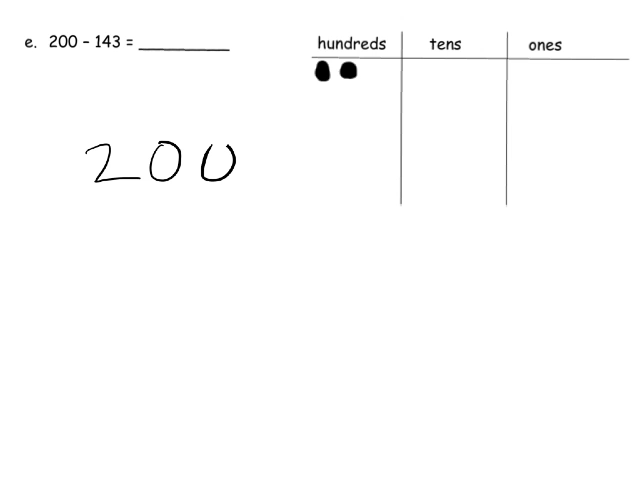 e. 200 - 143 = __________
hundreds tens ones
200